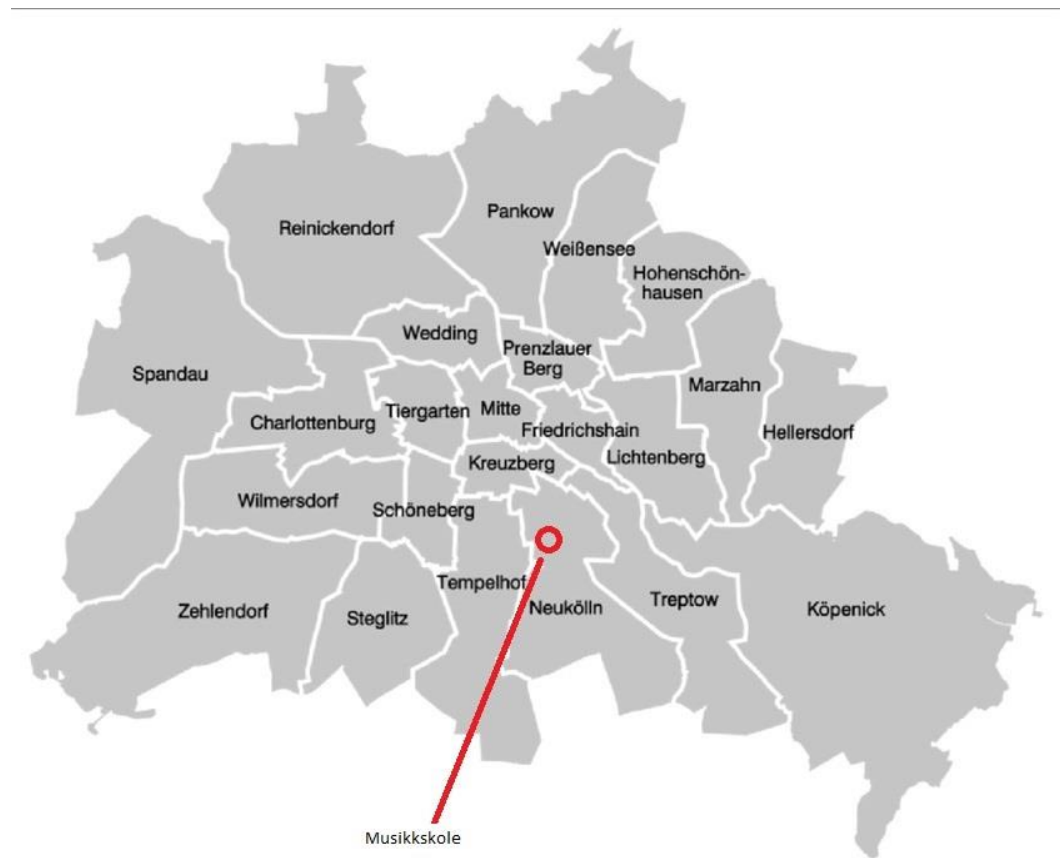 Pankow
Reinickendorf
Weißensee
Hohenschön-
hausen
Wedding
Prenzlauer
Berg
Spandau
Marzahn
Charlottenburg
Tiergarten
Mitte
Friedrichshain
Hellersdorf
Lichtenberg
Kreuzberg
Wilmersdorf
Schöneberg
Tempelhof
Neukölln
Treptow
Köpenick
Zehlendorf
Steglitz
Musikkskole